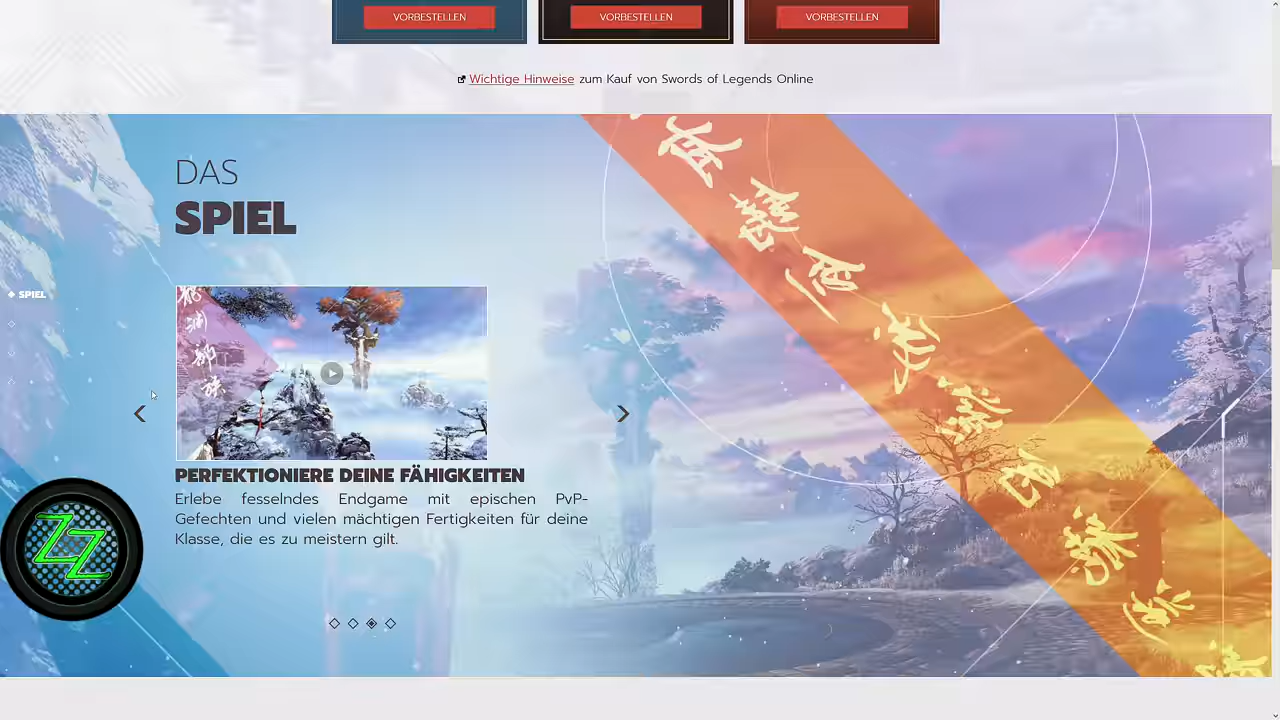 VORBESTELLEN VORBESTELLEN VORBESTELLEN
Wichtige Hinweise zum Kauf von Swords of Legends Online
DAS
SPIEL
SPIEL
PERFEKTIONIERE DEINE FÄHIGKEITEN
Erlebe fesselndes Endgame mit epischen PvP-
Gefechten und vielen mächtigen Fertigkeiten für deine
Klasse, die es zu meistern gilt.
ZZ